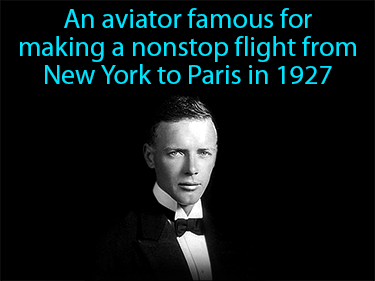 An aviator famous for
making a nonstop flight from
New York to Paris in 1927